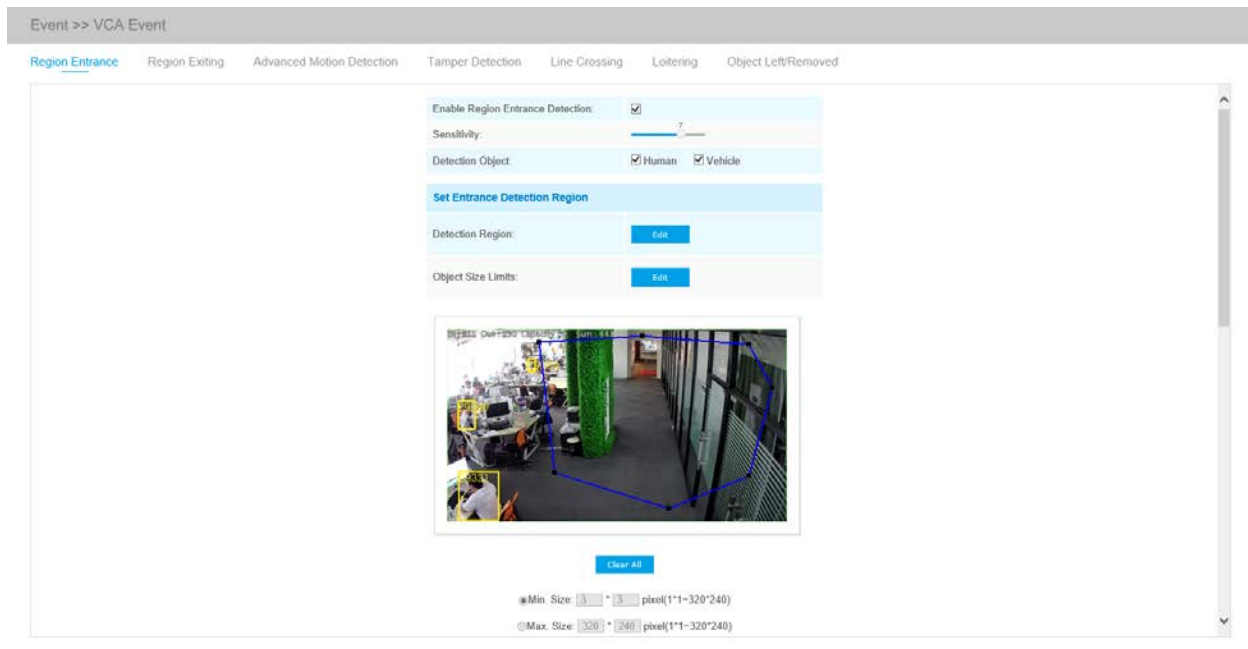 Event >> VCA Event
Region Entrance Region Exiting Advanced Motion Detection Tamper Detection Line Crossing Loitering Object Left/Removed
Enable Region Entrance Detection:
Sensitivity: 7
Detection Object: Human Vehicle
Set Entrance Detection Region
Detection Region: Edit
Object Size Limits: Edit
Clear All
Min. Size: 3 * 3 pixel(1*1~320*240)
Max. Size: 320 * 240 pixel(1*1~320*240)